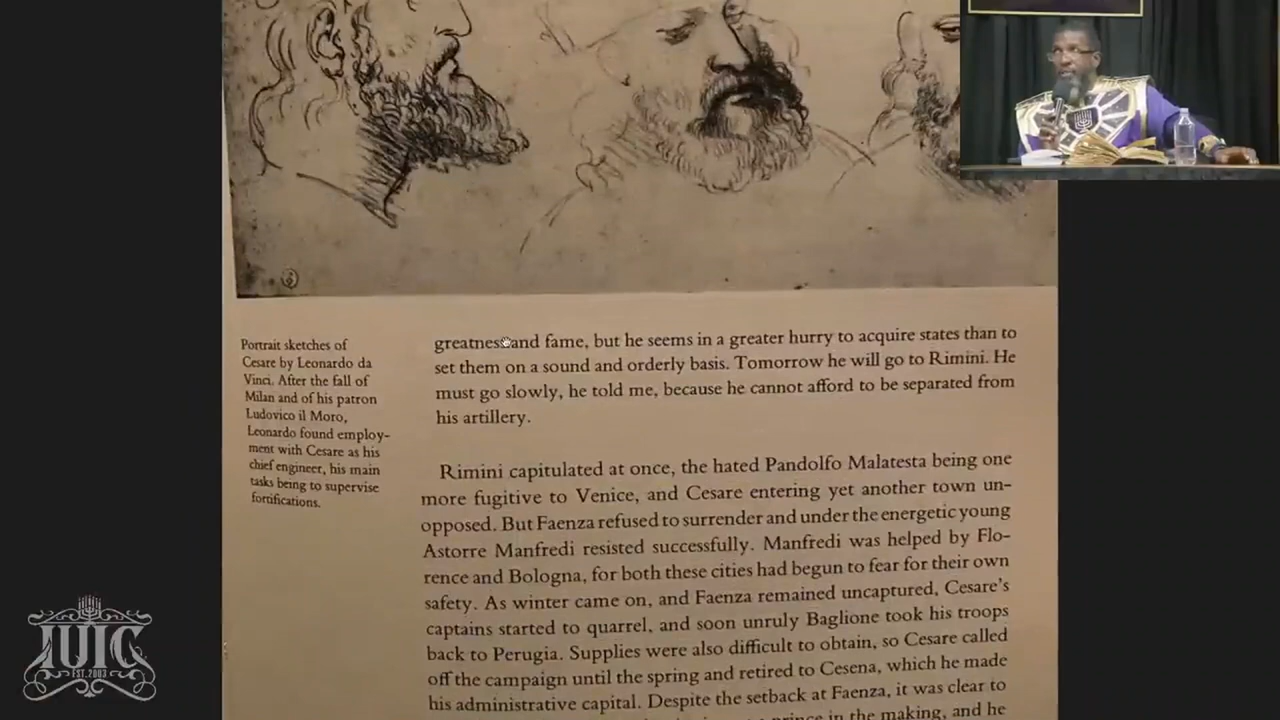 Portrait sketches of
Cesare by Leonardo da
Vinci. After the fall of
Milan and of his patron
Ludovico il Moro,
Leonardo found employ-
ment with Cesare as his
chief engineer, his main
tasks being to supervise
fortifications.
greatness and fame, but he seems in a greater hurry to acquire states than to
set them on a sound and orderly basis. Tomorrow he will go to Rimini. He
must go slowly, he told me, because he cannot afford to be separated from
his artillery.
Rimini capitulated at once, the hated Pandolfo Malatesta being one
more fugitive to Venice, and Cesare entering yet another town un-
opposed. But Faenza refused to surrender and under the energetic young
Astorre Manfredi resisted successfully. Manfredi was helped by Flo-
rence and Bologna, for both these cities had begun to fear for their own
safety. As winter came on, and Faenza remained uncaptured, Cesare's
captains started to quarrel, and soon unruly Baglione took his troops
back to Perugia. Supplies were also difficult to obtain, so Cesare called
off the campaign until the spring and retired to Cesena, which he made
his administrative capital. Despite the setback at Faenza, it was clear to
prince in the making, and he
IUIC
EST. 2003